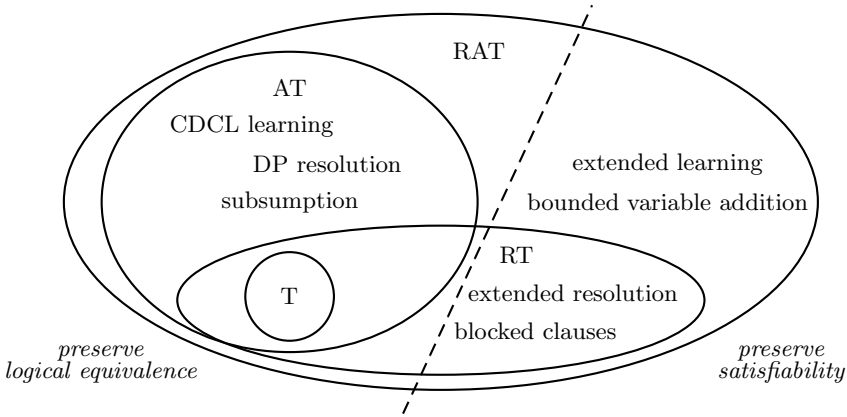 RAT
AT
CDCL learning
DP resolution
extended learning
subsumption
bounded variable addition
RT
T
extended resolution
blocked clauses
preserve
logical equivalence
preserve
satisfiability